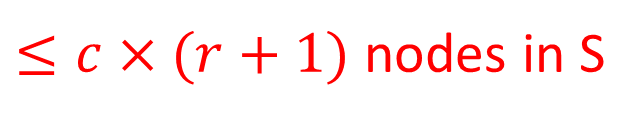 ≤ c × (r + 1) nodes in S